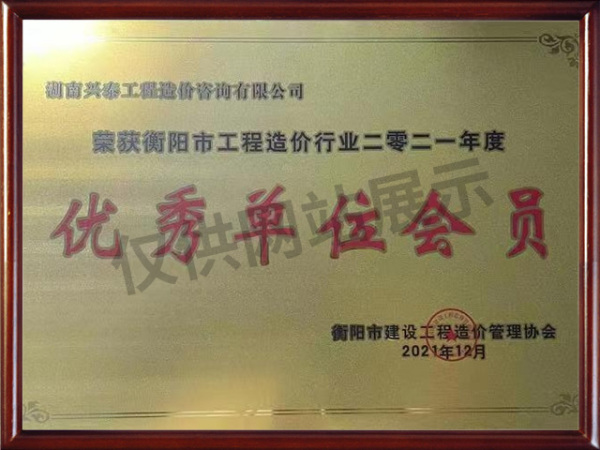 湖南兴泰工程造价咨询有限公司
荣获衡阳市工程造价行业二零二一年度
优秀单位会员
仅供网站展示
衡阳市建设工程造价管理协会
2021年12月